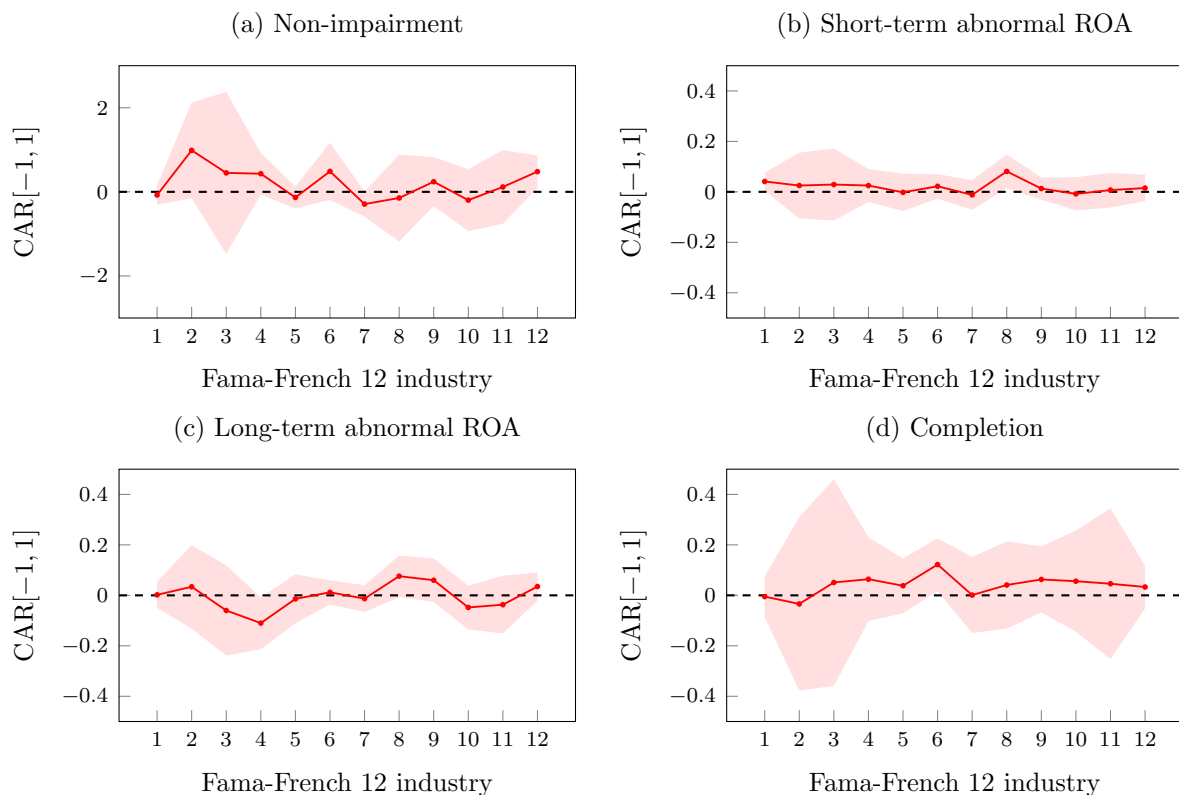 (a) Non-impairment
CAR[−1, 1]
2
0
−2
1 2 3 4 5 6 7 8 9 10 11 12
Fama-French 12 industry
(b) Short-term abnormal ROA
CAR[−1, 1]
0.4
0.2
0
−0.2
−0.4
1 2 3 4 5 6 7 8 9 10 11 12
Fama-French 12 industry
(c) Long-term abnormal ROA
CAR[−1, 1]
0.4
0.2
0
−0.2
−0.4
1 2 3 4 5 6 7 8 9 10 11 12
Fama-French 12 industry
(d) Completion
CAR[−1, 1]
0.4
0.2
0
−0.2
−0.4
1 2 3 4 5 6 7 8 9 10 11 12
Fama-French 12 industry